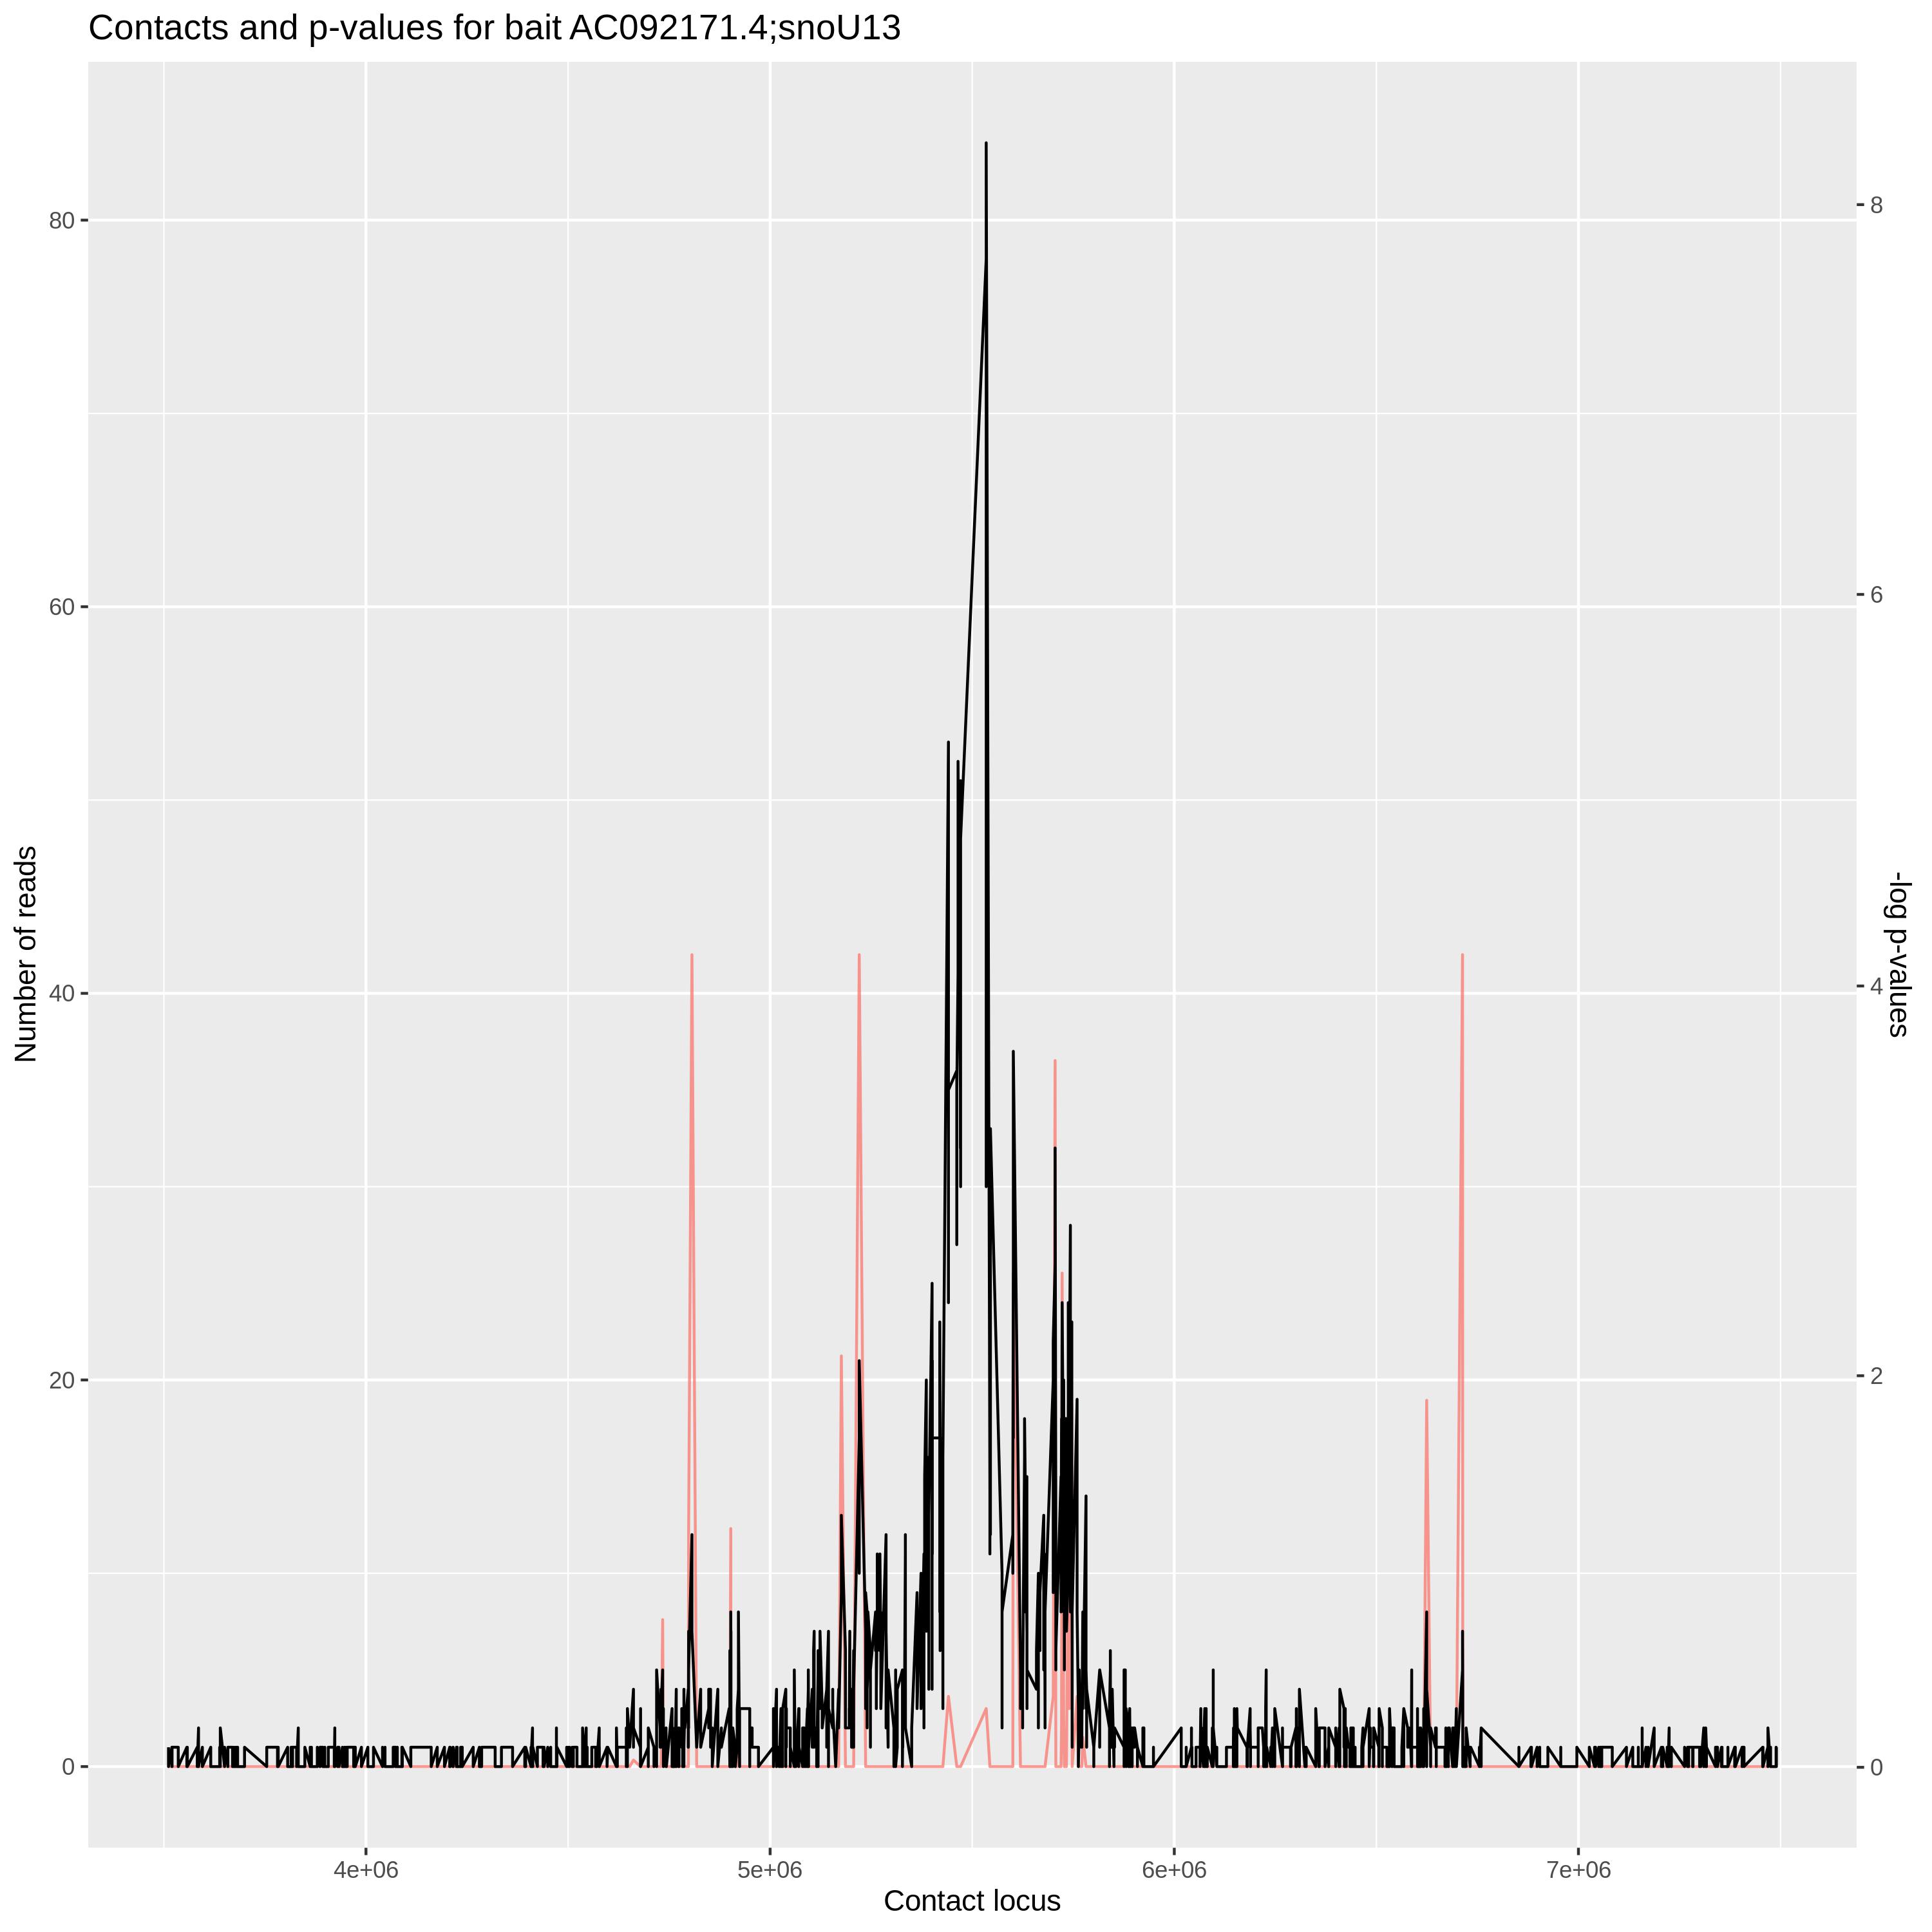 Contacts and p-values for bait AC092171.4;snoU13
80
60
40
20
0
Number of reads
8
6
4
2
0
-log p-values
4e+06
5e+06
6e+06
7e+06
Contact locus